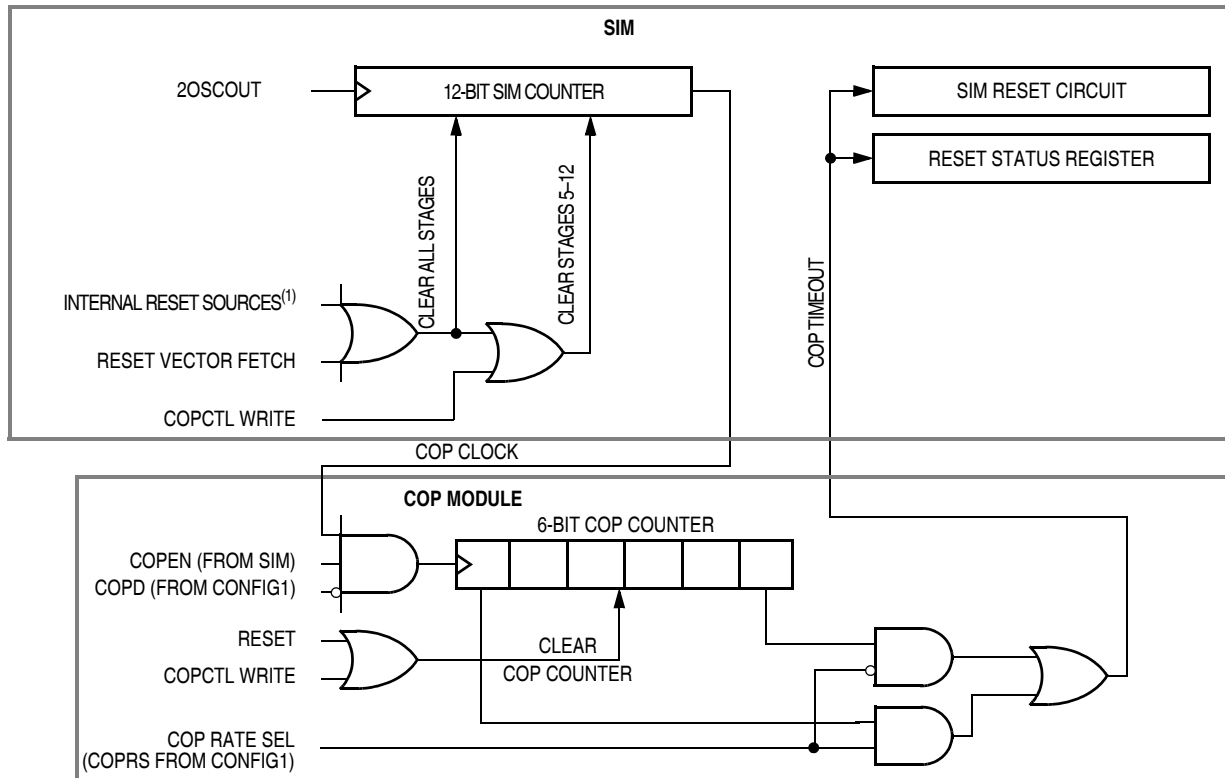 SIM
2OSCOUT
12-BIT SIM COUNTER
SIM RESET CIRCUIT
RESET STATUS REGISTER
CLEAR ALL STAGES
CLEAR STAGES 5–12
COP TIMEOUT
INTERNAL RESET SOURCES(1)
RESET VECTOR FETCH
COPCTL WRITE
COP CLOCK
COP MODULE
6-BIT COP COUNTER
COPEN (FROM SIM)
COPD (FROM CONFIG1)
RESET
CLEAR
COPCTL WRITE
COP COUNTER
COP RATE SEL
(COPRS FROM CONFIG1)